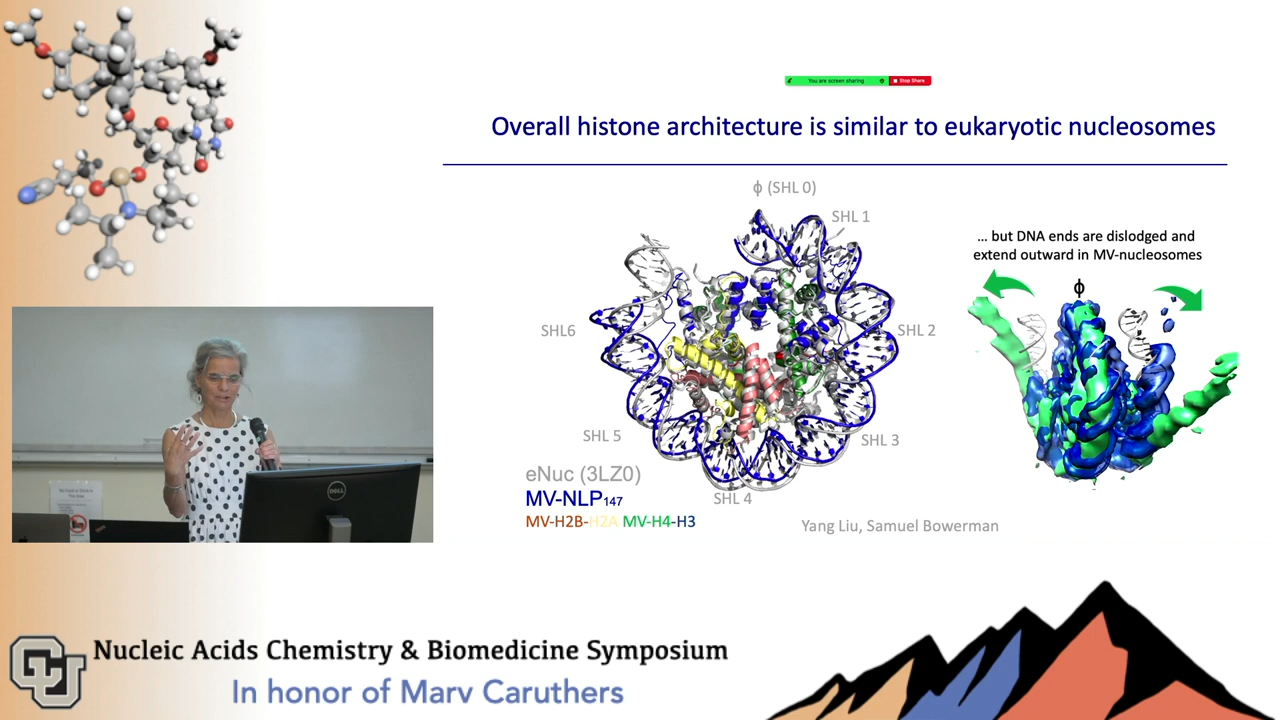 You are screen sharing
Stop Share
Overall histone architecture is similar to eukaryotic nucleosomes
ϕ (SHL 0)
SHL 1
... but DNA ends are dislodged and
extend outward in MV-nucleosomes
ϕ
SHL6
SHL 2
SHL 5
SHL 3
eNuc (3LZ0)
SHL 4
MV-NLP147
MV-H2B-H2A MV-H4-H3
Yang Liu, Samuel Bowerman
DELL
CU
Nucleic Acids Chemistry & Biomedicine Symposium
In honor of Marv Caruthers